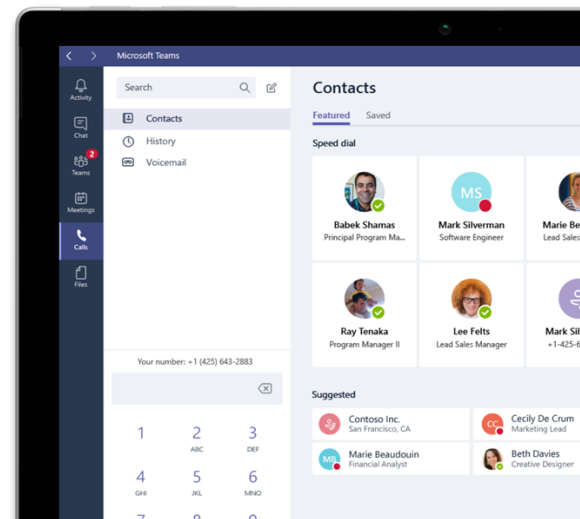 Microsoft Teams
Activity
Chat
2
Teams
Meetings
Calls
Files
Search
Contacts
History
Voicemail
Your number: +1 (425) 643-2883
1
2
ABC
3
DEF
4
GHI
5
JKL
6
MNO
Contacts
Featured Saved
Speed dial
MS
Babek Shamas
Principal Program Ma...
Mark Silverman
Software Engineer
Marie Be
Lead Sales
Ray Tenaka
Program Manager II
Lee Felts
Lead Sales Manager
Mark Sil
+1-425-6
Suggested
Contoso Inc.
San Francisco, CA
CC
Cecily De Crum
Marketing Lead
MB
Marie Beaudouin
Financial Analyst
Beth Davies
Creative Designer